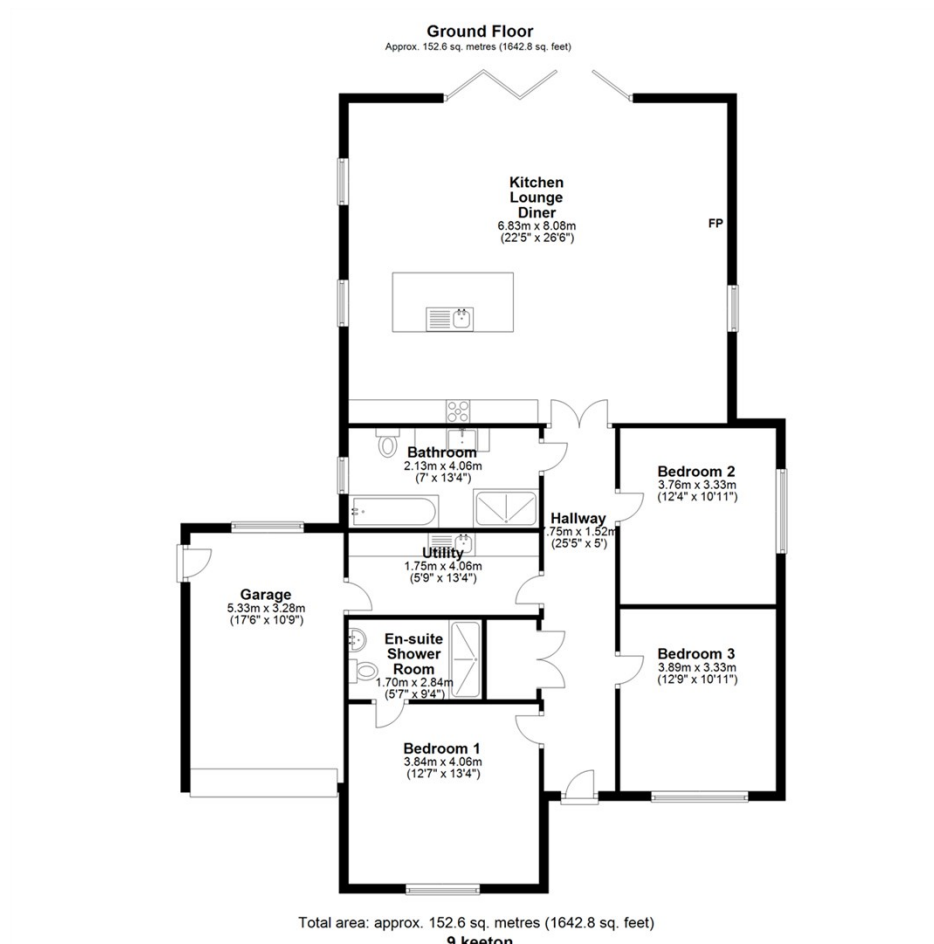 Ground Floor
Approx. 152.6 sq. metres (1642.8 sq. feet)
Kitchen
Lounge
Diner
6.83m x 8.08m
(22'5" x 26'6")
FP
Bathroom
2.13m x 4.06m
(7' x 13'4")
Bedroom 2
3.76m x 3.33m
(12'4" x 10'11")
Hallway
.75m x 1.52m
(25'5" x 5')
Utility
1.75m x 4.06m
(5'9" x 13'4")
Garage
5.33m x 3.28m
(17'6" x 10'9")
En-suite
Shower
Room
1.70m x 2.84m
(5'7" x 9'4")
Bedroom 3
3.89m x 3.33m
(12'9" x 10'11")
Bedroom 1
3.84m x 4.06m
(12'7" x 13'4")
Total area: approx. 152.6 sq. metres (1642.8 sq. feet)
9 keeton